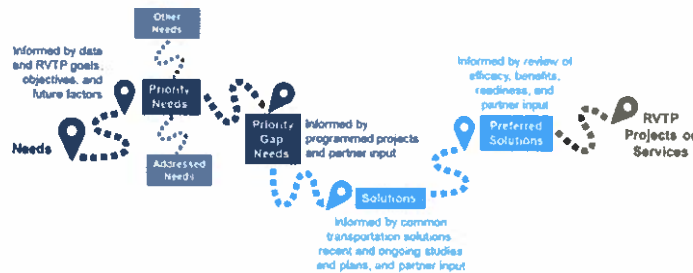 Other
Needs
Informed by data
and RVTP goals,
objectives, and
future factors
Priority
Needs
Needs
Addressed
Needs
Priority
Gap
Needs
Informed by
programmed projects
and partner input
Solutions
Informed by common
transportation solutions
recent and ongoing studies
and plans, and partner input
Informed by review of
efficacy, benefits,
readiness, and
partner input
Preferred
Solutions
RVTP
Projects or
Services